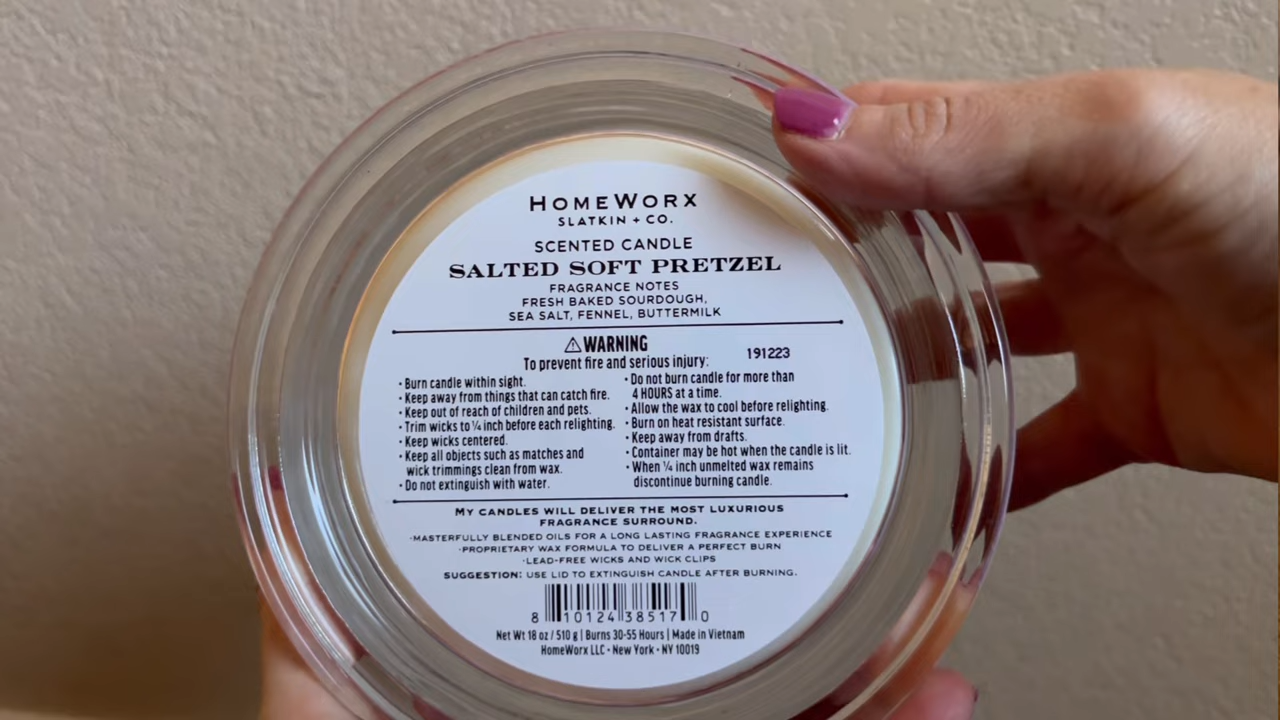 HOMEWORX
SLATKIN + CO.
SCENTED CANDLE
SALTED SOFT PRETZEL
FRAGRANCE NOTES
FRESH BAKED SOURDOUGH,
SEA SALT, FENNEL, BUTTERMILK
⚠WARNING
To prevent fire and serious injury:
191223
• Burn candle within sight.
• Keep away from things that can catch fire.
• Keep out of reach of children and pets.
• Trim wicks to ¼ inch before each relighting.
• Keep wicks centered.
• Keep all objects such as matches and
wick trimmings clean from wax.
• Do not extinguish with water.
• Do not burn candle for more than
4 HOURS at a time.
• Allow the wax to cool before relighting.
• Burn on heat resistant surface.
• Keep away from drafts.
• Container may be hot when the candle is lit.
• When ¼ inch unmelted wax remains
discontinue burning candle.
MY CANDLES WILL DELIVER THE MOST LUXURIOUS
FRAGRANCE SURROUND.
·MASTERFULLY BLENDED OILS FOR A LONG LASTING FRAGRANCE EXPERIENCE
·PROPRIETARY WAX FORMULA TO DELIVER A PERFECT BURN
·LEAD-FREE WICKS AND WICK CLIPS
SUGGESTION: USE LID TO EXTINGUISH CANDLE AFTER BURNING.
8 10124 38517 0
Net Wt 18 oz / 510 g | Burns 30-55 Hours | Made in Vietnam
HomeWorx LLC • New York • NY 10019